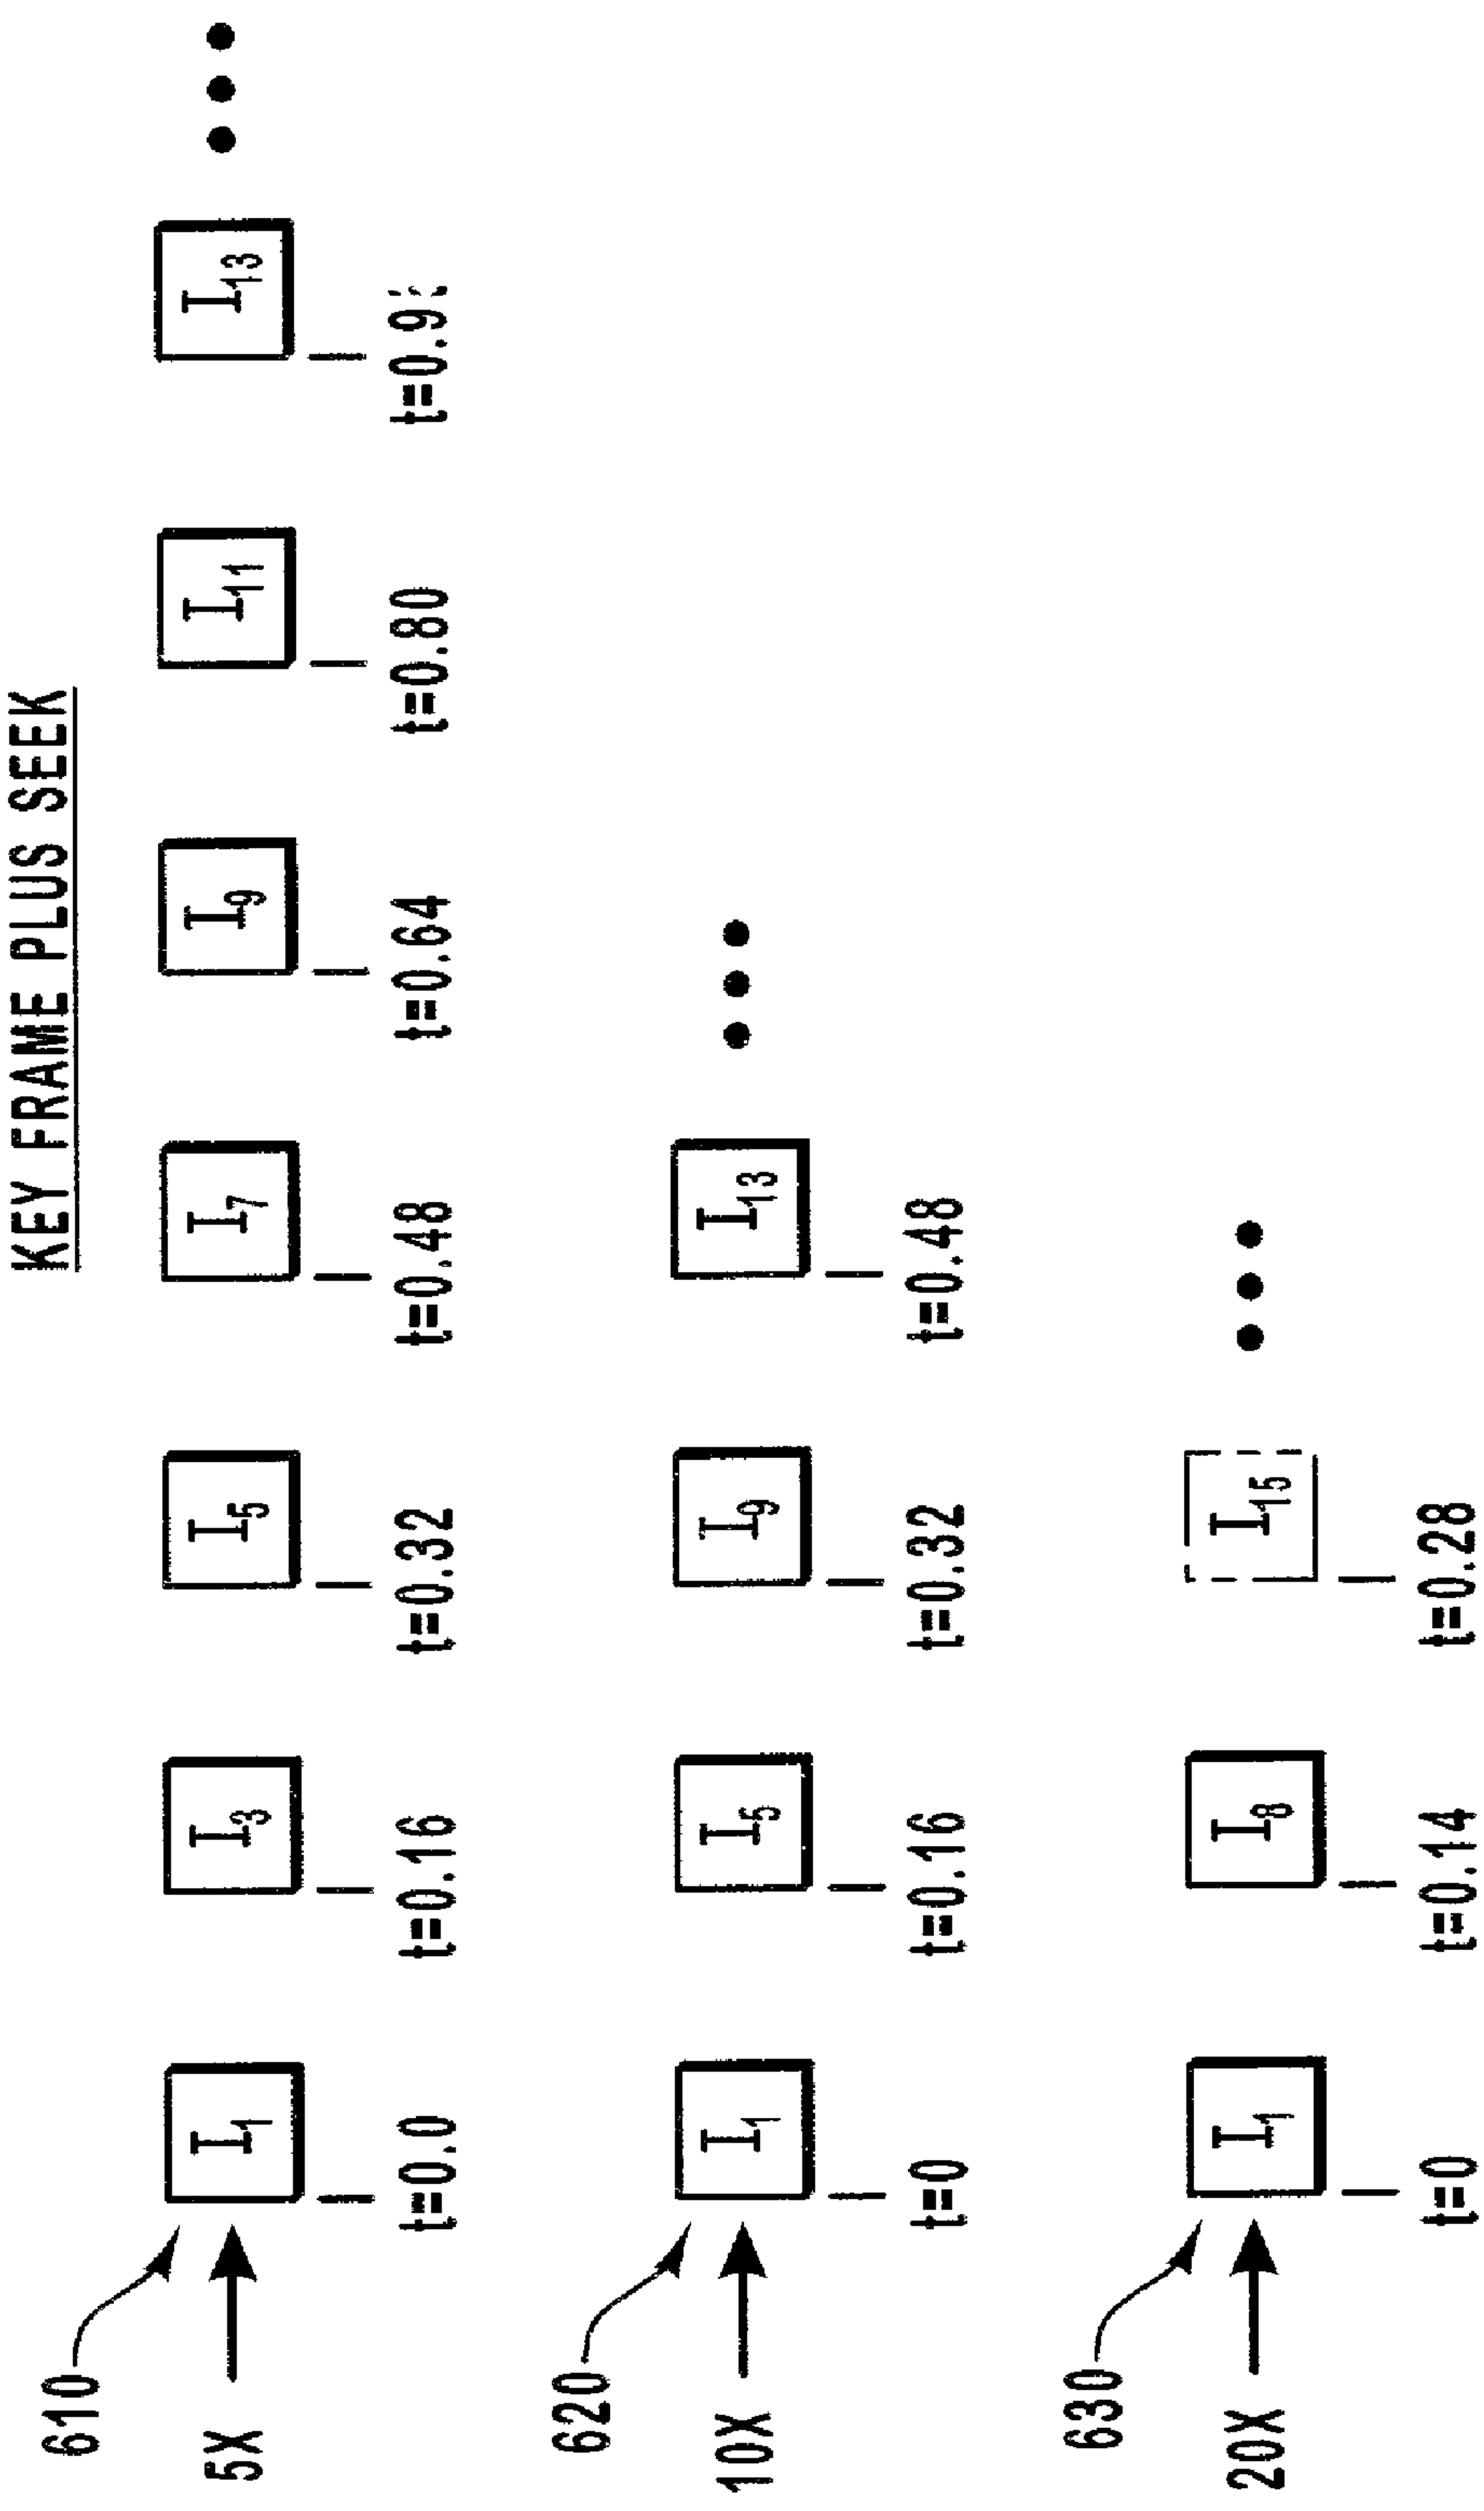 KEY FRAME PLUS SEEK
610
5X I₁ I₃ I₅ I₇ I₉ I₁₁ I₁₃
t=0.0 t=0.16 t=0.32 t=0.48 t=0.64 t=0.80
620
10X I₁ I₅ I₉ I₁₃
t=0 t=0.16 t=0.32 t=0.48
630
20X I₁ I₈ I₁₅
t=0 t=0.14 t=0.28